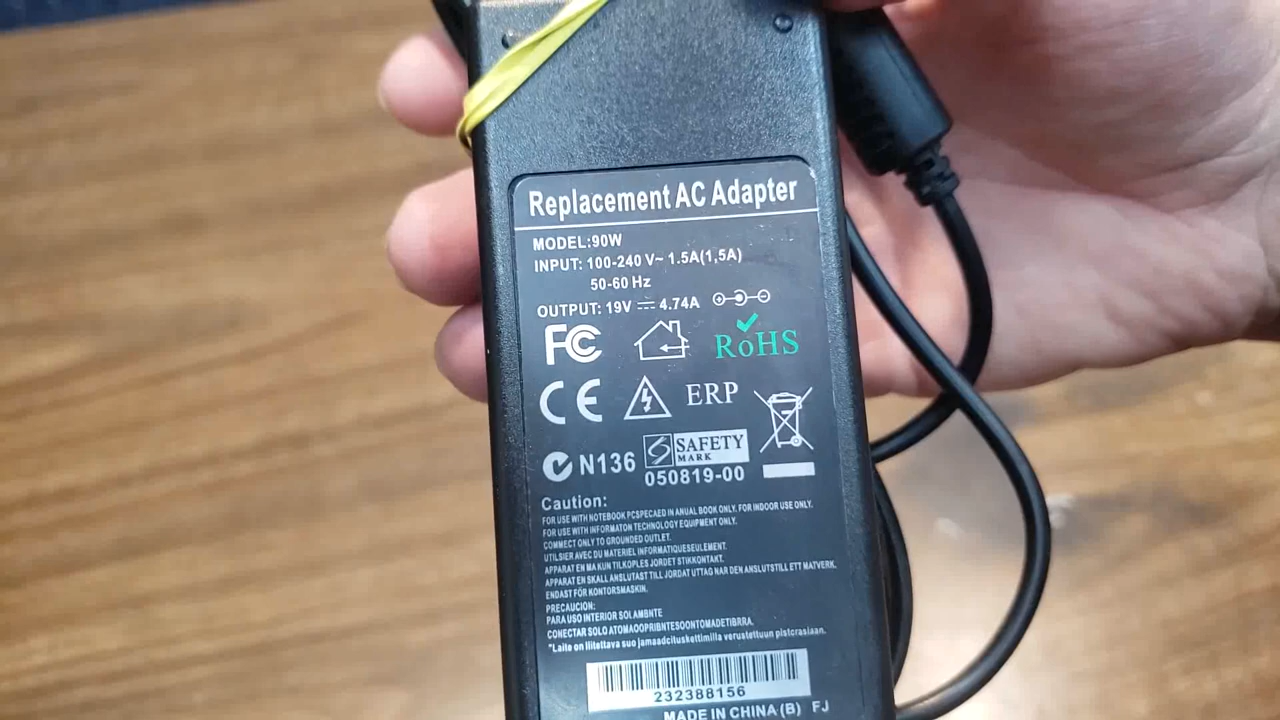 Replacement AC Adapter
MODEL:90W
INPUT: 100-240 V~ 1.5A(1,5A)
50-60 Hz
OUTPUT: 19V ⎓ 4.74A
FC
RoHS
CE
ERP
N136
SAFETY
MARK
050819-00
Caution:
FOR USE WITH NOTEBOOK PCSPECAED IN ANUAL BOOK ONLY. FOR INDOOR USE ONLY.
FOR USE WITH INFORMATON TECHNOLOGY EQUIPMENT ONLY.
COMMECT ONLY TO GROUNDED OUTLET.
UTILSIER AVEC DU MATERIEL INFORMATIQUESEULEMENT.
APPARAT EN MA KUN TILKOPLES JORDET STIKKONTAKT.
APPARAT EN SKALL ANSLUTAST TILL JORDAT UTTAG NAR DEN ANSLUTSTILL ETT MATVERK.
ENDAST FÖR KONTORSMASKIN.
PRECAUCION:
PARA USO INTERIOR SOLAMBNTE
CONECTAR SOLO ATOMAOOPRIBNTESOONTOMADETIBRRA.
*Laite on llitettava suo jamaadcituskettimilla verustettuun pistcrasiaan.
232388156
MADE IN CHINA (B) FJ